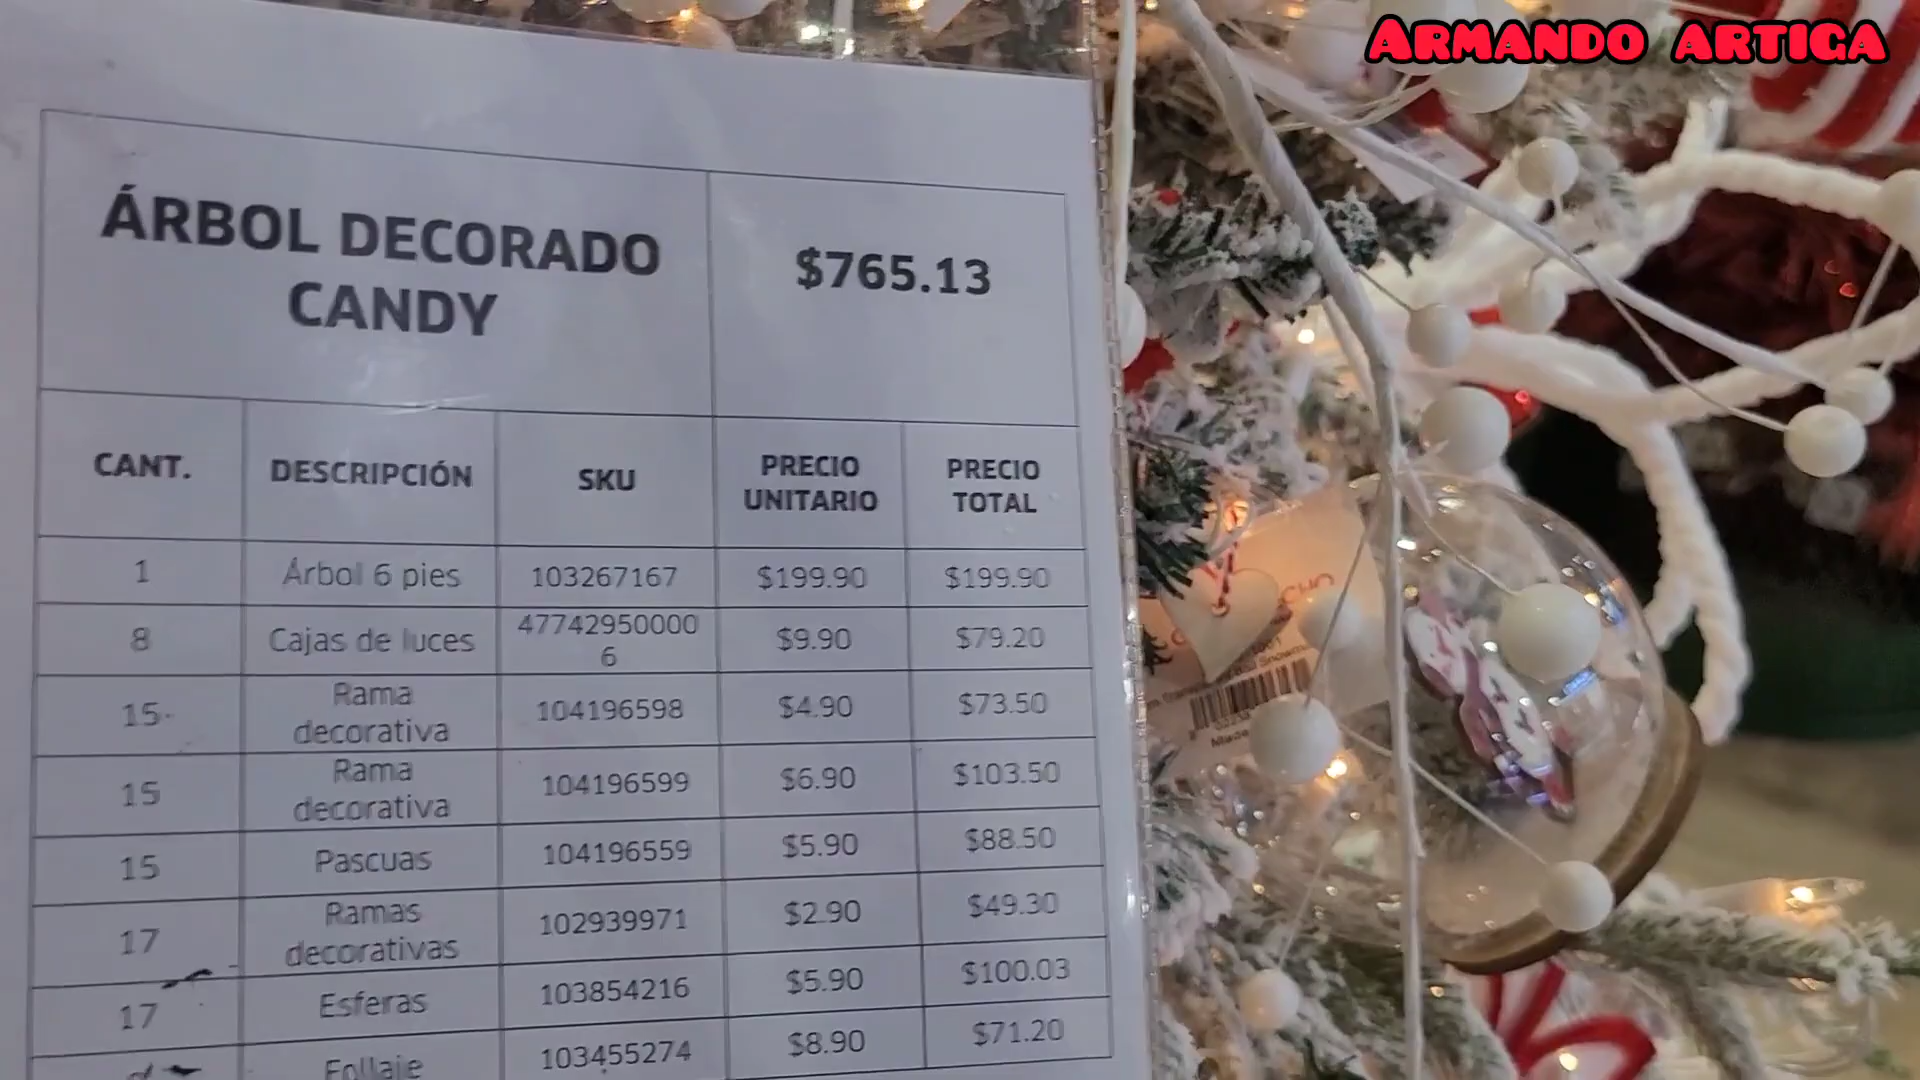 ARMANDO ARTIGA
ÁRBOL DECORADO
CANDY
$765.13
CANT.
DESCRIPCIÓN
SKU
PRECIO
UNITARIO
PRECIO
TOTAL
1
Árbol 6 pies
103267167
$199.90
$199.90
8
Cajas de luces
47742950000
6
$9.90
$79.20
15
Rama
decorativa
104196598
$4.90
$73.50
15
Rama
decorativa
104196599
$6.90
$103.50
15
Pascuas
104196559
$5.90
$88.50
17
Ramas
decorativas
102939971
$2.90
$49.30
17
Esferas
103854216
$5.90
$100.03
Follaje
103455274
$8.90
$71.20